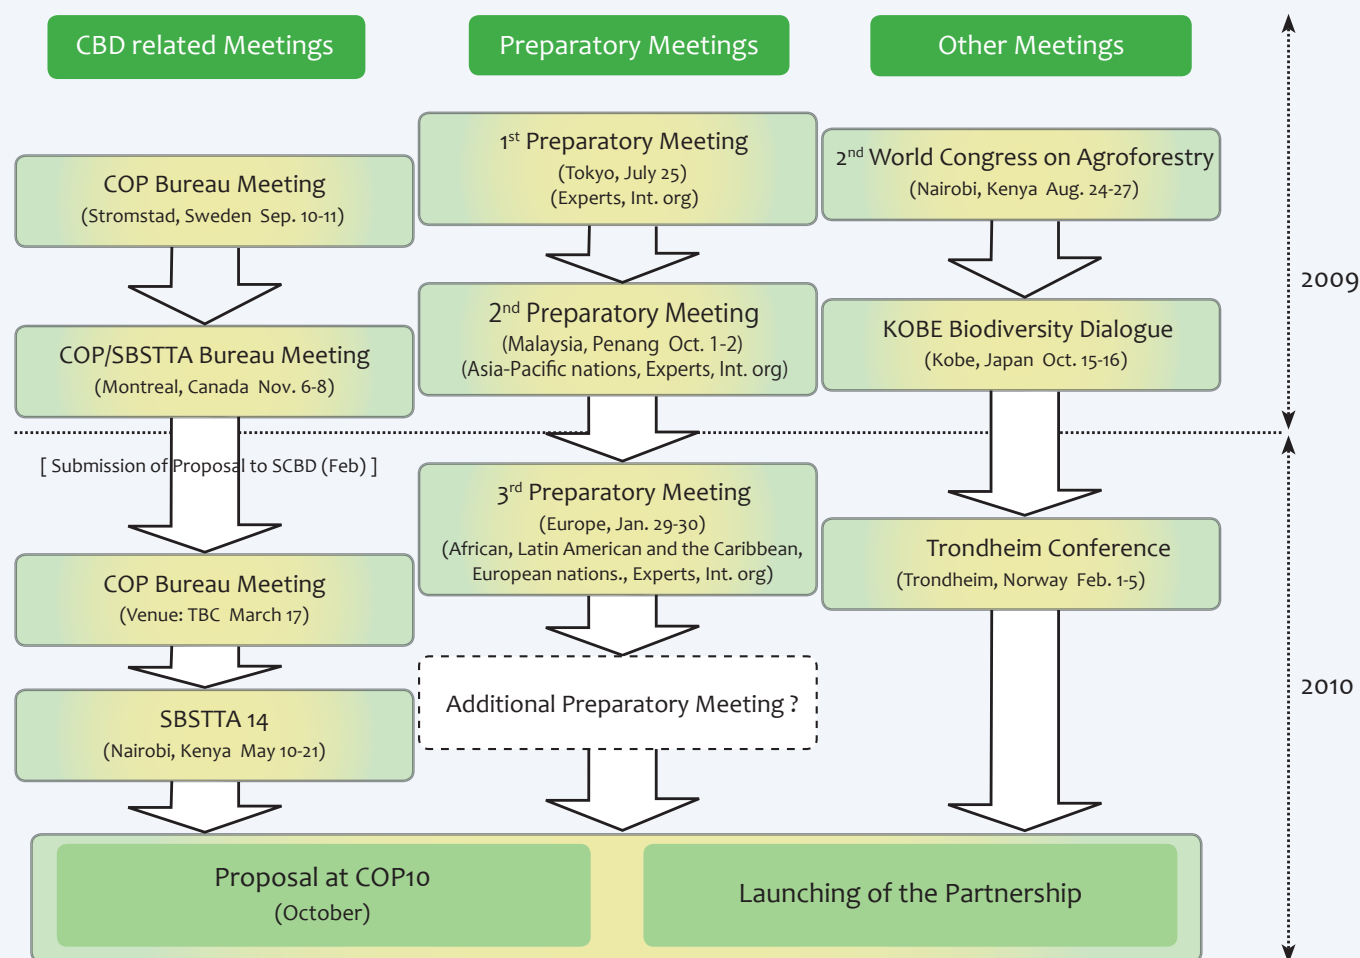 CBD related Meetings
Preparatory Meetings
Other Meetings
COP Bureau Meeting
(Stromstad, Sweden Sep. 10-11)
COP/SBSTTA Bureau Meeting
(Montreal, Canada Nov. 6-8)
[ Submission of Proposal to SCBD (Feb) ]
COP Bureau Meeting
(Venue: TBC March 17)
SBSTTA 14
(Nairobi, Kenya May 10-21)
1st Preparatory Meeting
(Tokyo, July 25)
(Experts, Int. org)
2nd Preparatory Meeting
(Malaysia, Penang Oct. 1-2)
(Asia-Pacific nations, Experts, Int. org)
3rd Preparatory Meeting
(Europe, Jan. 29-30)
(African, Latin American and the Caribbean,
European nations., Experts, Int. org)
Additional Preparatory Meeting ?
2nd World Congress on Agroforestry
(Nairobi, Kenya Aug. 24-27)
KOBE Biodiversity Dialogue
(Kobe, Japan Oct. 15-16)
Trondheim Conference
(Trondheim, Norway Feb. 1-5)
2009
2010
Proposal at COP10
(October)
Launching of the Partnership